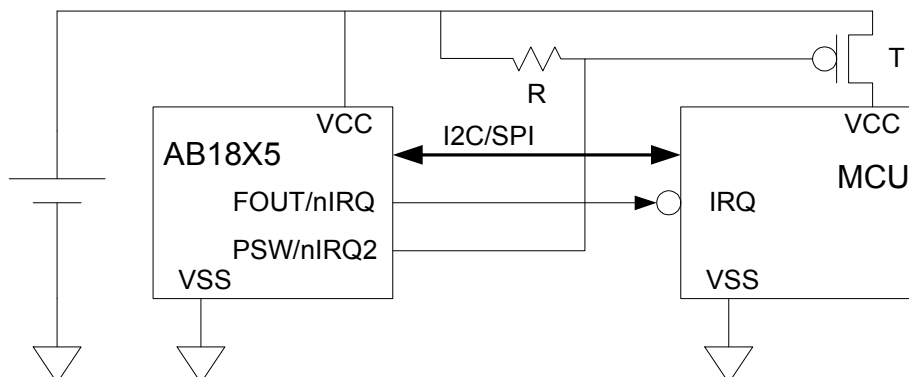 T
R
VCC
VCC
I2C/SPI
AB18X5
MCU
FOUT/nIRQ
IRQ
PSW/nIRQ2
VSS
VSS